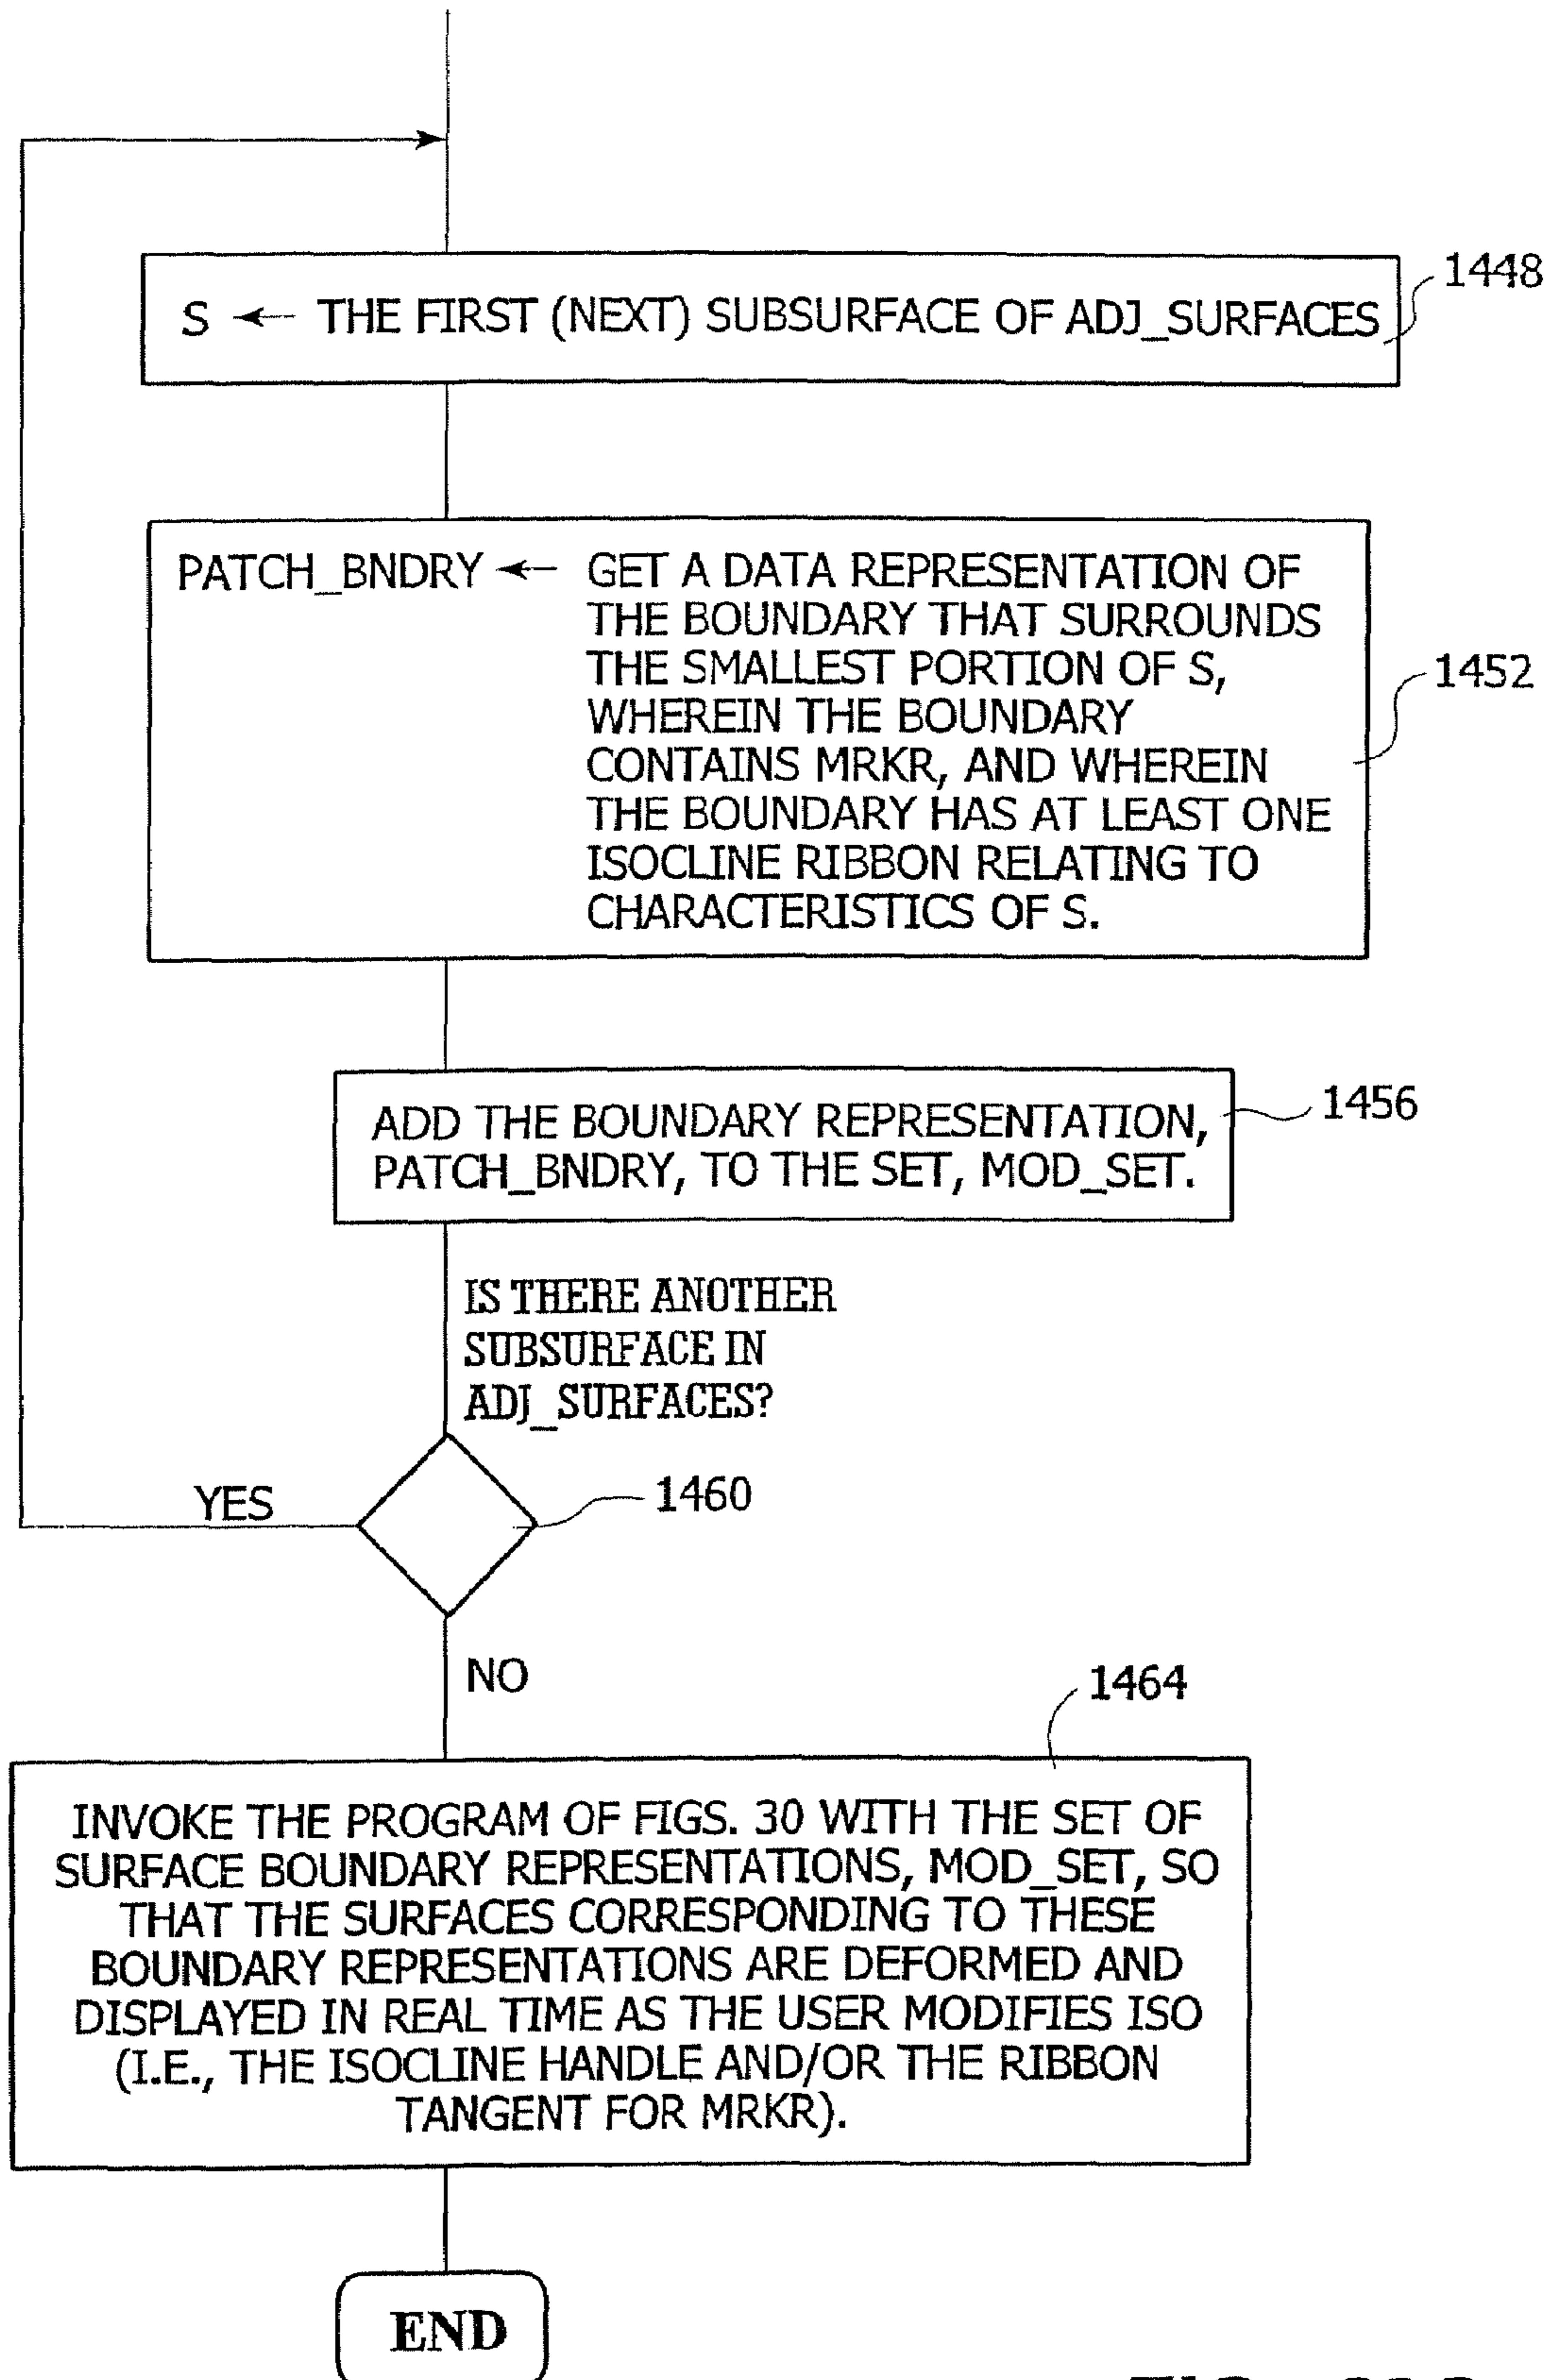 1448
S ← THE FIRST (NEXT) SUBSURFACE OF ADJ_SURFACES
PATCH_BNDRY ← GET A DATA REPRESENTATION OF
THE BOUNDARY THAT SURROUNDS
THE SMALLEST PORTION OF S,
1452
WHEREIN THE BOUNDARY
CONTAINS MRKR, AND WHEREIN
THE BOUNDARY HAS AT LEAST ONE
ISOCLINE RIBBON RELATING TO
CHARACTERISTICS OF S.
1456
ADD THE BOUNDARY REPRESENTATION,
PATCH_BNDRY, TO THE SET, MOD_SET.
IS THERE ANOTHER
SUBSURFACE IN
ADJ_SURFACES?
YES
1460
NO
1464
INVOKE THE PROGRAM OF FIGS. 30 WITH THE SET OF
SURFACE BOUNDARY REPRESENTATIONS, MOD_SET, SO
THAT THE SURFACES CORRESPONDING TO THESE
BOUNDARY REPRESENTATIONS ARE DEFORMED AND
DISPLAYED IN REAL TIME AS THE USER MODIFIES ISO
(I.E., THE ISOCLINE HANDLE AND/OR THE RIBBON
TANGENT FOR MRKR).
END